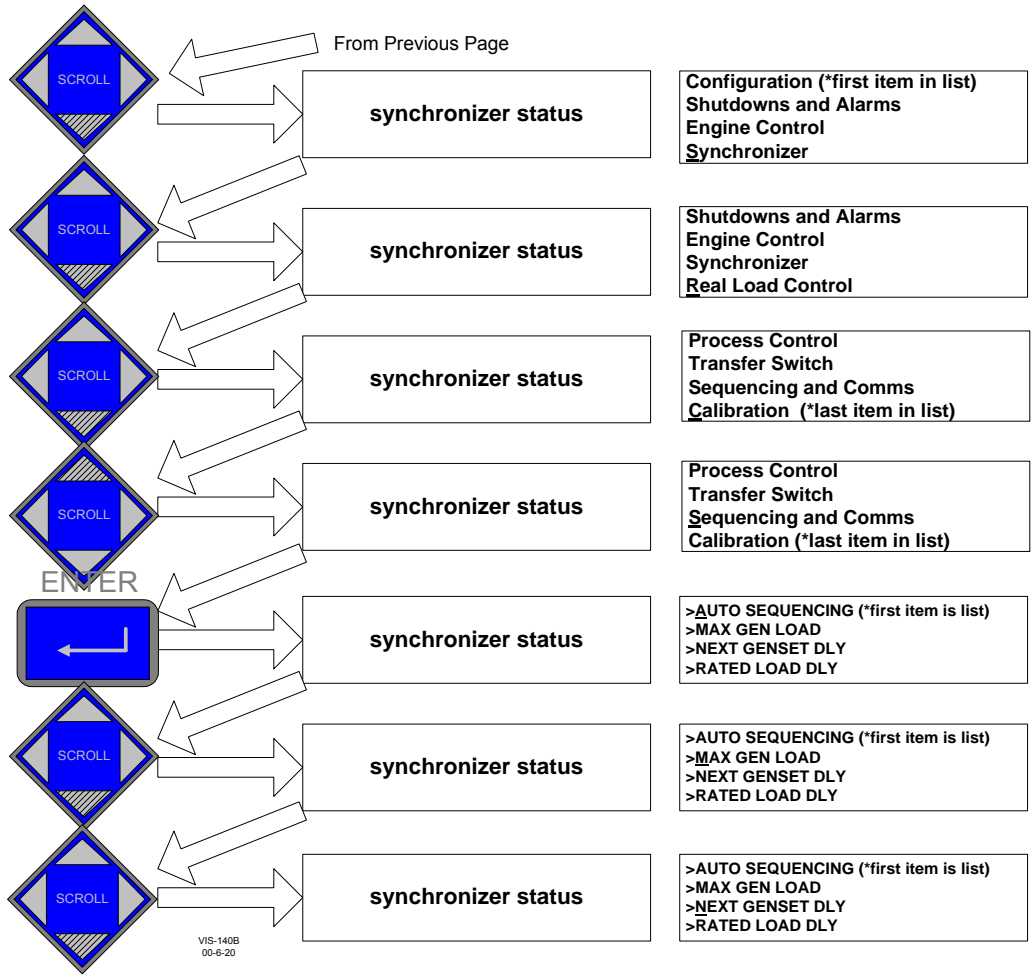 From Previous Page
SCROLL
synchronizer status
Configuration (*first item in list)
Shutdowns and Alarms
Engine Control
Synchronizer
SCROLL
synchronizer status
Shutdowns and Alarms
Engine Control
Synchronizer
Real Load Control
SCROLL
synchronizer status
Process Control
Transfer Switch
Sequencing and Comms
Calibration (*last item in list)
SCROLL
synchronizer status
Process Control
Transfer Switch
Sequencing and Comms
Calibration (*last item in list)
ENTER
synchronizer status
>AUTO SEQUENCING (*first item is list)
>MAX GEN LOAD
>NEXT GENSET DLY
>RATED LOAD DLY
SCROLL
synchronizer status
>AUTO SEQUENCING (*first item is list)
>MAX GEN LOAD
>NEXT GENSET DLY
>RATED LOAD DLY
SCROLL
synchronizer status
>AUTO SEQUENCING (*first item is list)
>MAX GEN LOAD
>NEXT GENSET DLY
>RATED LOAD DLY
VIS-140B
00-6-20